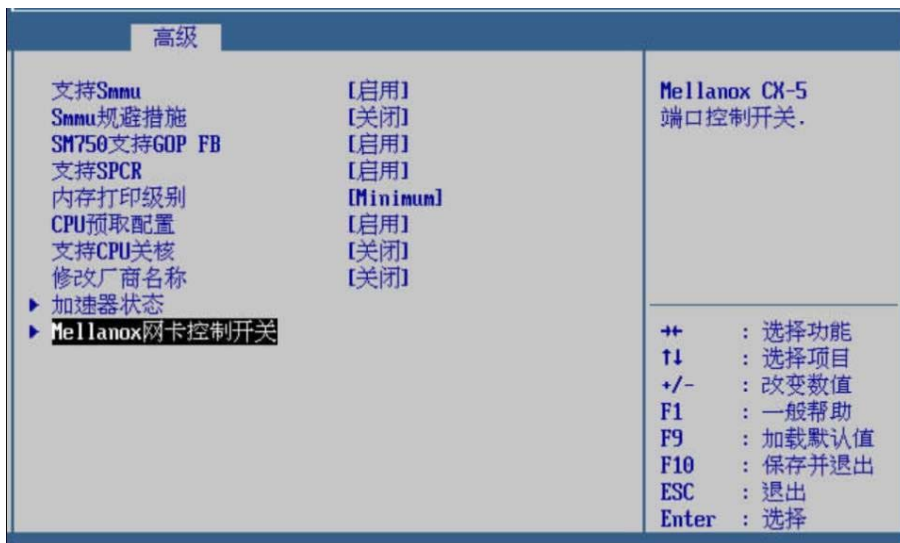 高级
支持Smmu [启用]
Smmu规避措施 [关闭]
SM750支持GOP FB [启用]
支持SPCR [启用]
内存打印级别 [Minimum]
CPU预取配置 [启用]
支持CPU关核 [关闭]
修改厂商名称 [关闭]
▶ 加速器状态
▶ Mellanox网卡控制开关
Mellanox CX-5
端口控制开关.
→← : 选择功能
↑↓ : 选择项目
+/- : 改变数值
F1 : 一般帮助
F9 : 加载默认值
F10 : 保存并退出
ESC : 退出
Enter : 选择